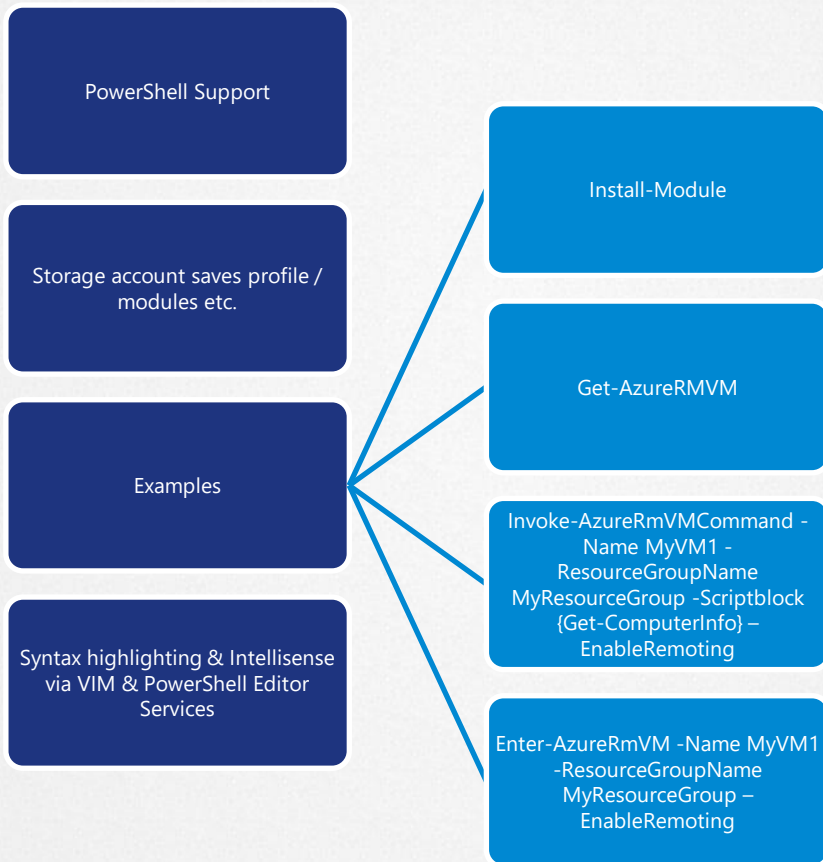 PowerShell Support
Storage account saves profile /
modules etc.
Examples
Syntax highlighting & Intellisense
via VIM & PowerShell Editor
Services
Install-Module
Get-AzureRMVM
Invoke-AzureRmVMCommand -
Name MyVM1 -
ResourceGroupName
MyResourceGroup -Scriptblock
{Get-ComputerInfo} –
EnableRemoting
Enter-AzureRmVM -Name MyVM1
-ResourceGroupName
MyResourceGroup –
EnableRemoting